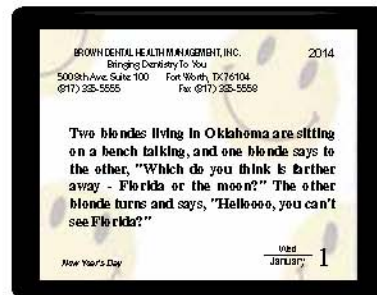 BROWN DENTAL HEALTH MANAGEMENT, INC. 2014
Bringing Dentistry To You
500 8th Ave. Suite 100 Fort Worth, TX 76104
(817) 335-5555 Fax (817) 335-5558
Two blondes living in Oklahoma are sitting
on a bench talking, and one blonde says to
the other, "Which do you think is farther
away - Florida or the moon?" The other
blonde turns and says, "Helloooo, you can't
see Florida?"
Wed
New Year's Day January 1